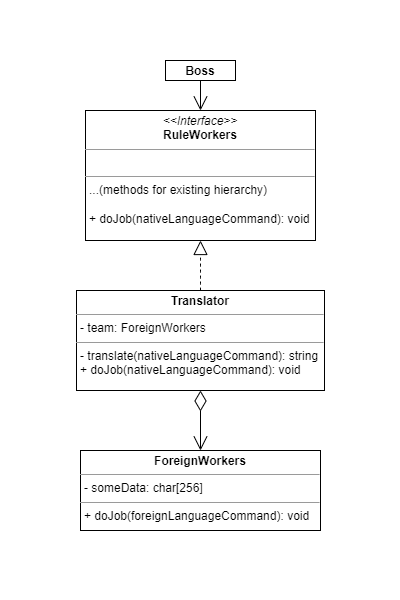 Boss
<<Interface>>
RuleWorkers
...(methods for existing hierarchy)
+ doJob(nativeLanguageCommand): void
Translator
- team: ForeignWorkers
- translate(nativeLanguageCommand): string
+ doJob(nativeLanguageCommand): void
ForeignWorkers
- someData: char[256]
+ doJob(foreignLanguageCommand): void